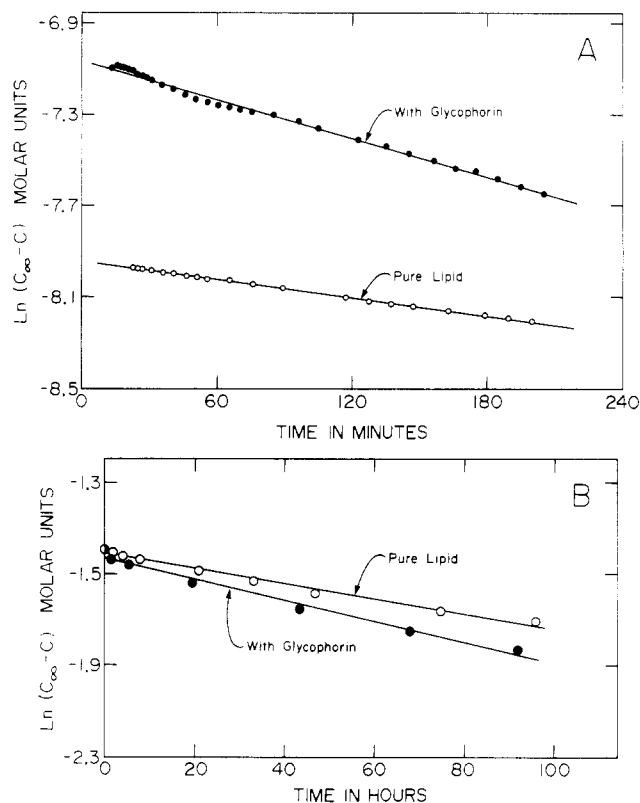 A
-6.9
-7.3
-7.7
-8.1
-8.5
Ln (C∞-C) MOLAR UNITS
With Glycophorin
Pure Lipid
0 60 120 180 240
TIME IN MINUTES
B
-1.3
-1.5
-1.9
-2.3
Ln (C∞-C) MOLAR UNITS
Pure Lipid
With Glycophorin
0 20 40 60 80 100
TIME IN HOURS